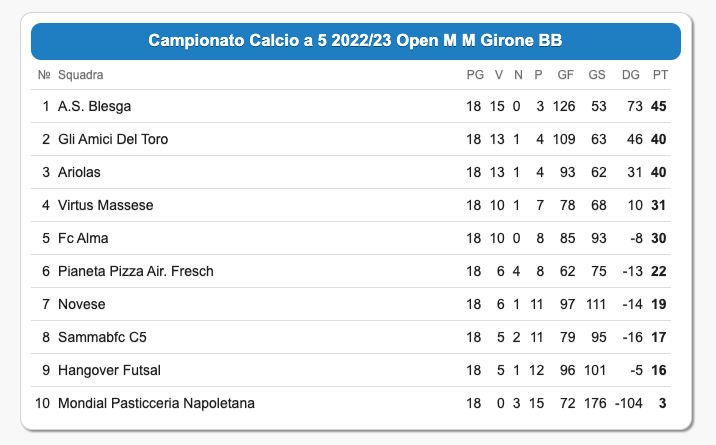 Campionato Calcio a 5 2022/23 Open M M Girone BB
№ Squadra PG V N P GF GS DG PT
1 A.S. Blesga 18 15 0 3 126 53 73 45
2 Gli Amici Del Toro 18 13 1 4 109 63 46 40
3 Ariolas 18 13 1 4 93 62 31 40
4 Virtus Massese 18 10 1 7 78 68 10 31
5 Fc Alma 18 10 0 8 85 93 -8 30
6 Pianeta Pizza Air. Fresch 18 6 4 8 62 75 -13 22
7 Novese 18 6 1 11 97 111 -14 19
8 Sammabfc C5 18 5 2 11 79 95 -16 17
9 Hangover Futsal 18 5 1 12 96 101 -5 16
10 Mondial Pasticceria Napoletana 18 0 3 15 72 176 -104 3